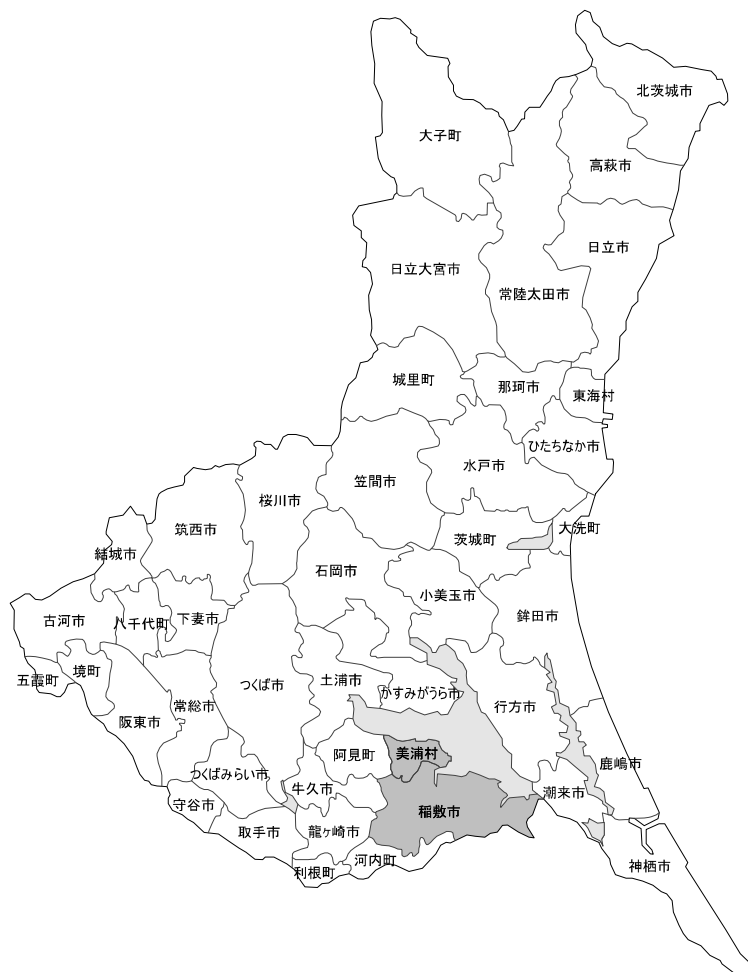 北茨城市
大子町
高萩市
日立市
日立大宮市
常陸太田市
城里町
那珂市
東海村
ひたちなか市
水戸市
笠間市
桜川市
筑西市
大洗町
茨城町
結城市
石岡市
小美玉市
鉾田市
古河市
八千代町
下妻市
境町
五霞町
つくば市
土浦市
かすみがうら市
行方市
常総市
阪東市
阿見町
美浦村
鹿嶋市
つくばみらい市
牛久市
潮来市
守谷市
稲敷市
取手市
龍ヶ崎市
河内町
利根町
神栖市